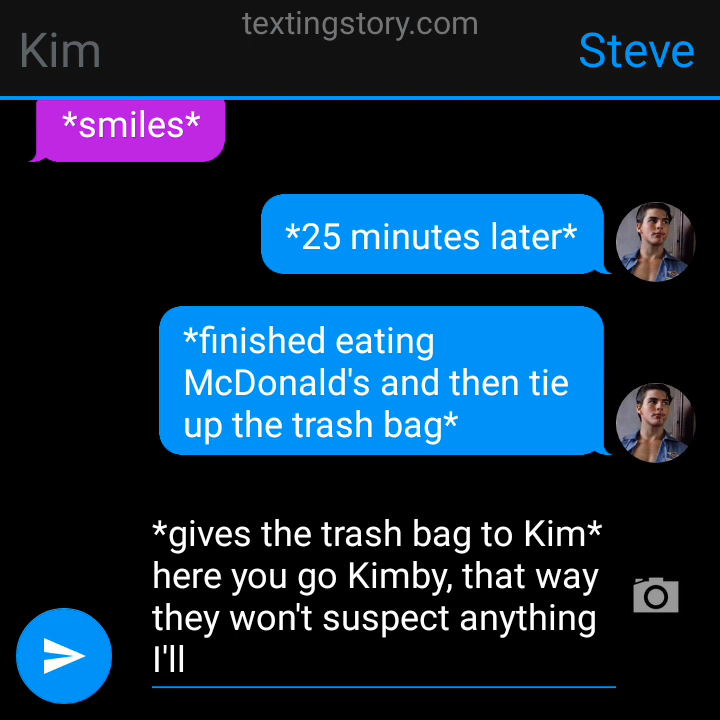 textingstory.com
Kim
Steve
*smiles*
*25 minutes later*
*finished eating
McDonald's and then tie
up the trash bag*
*gives the trash bag to Kim*
here you go Kimby, that way
they won't suspect anything
I'll